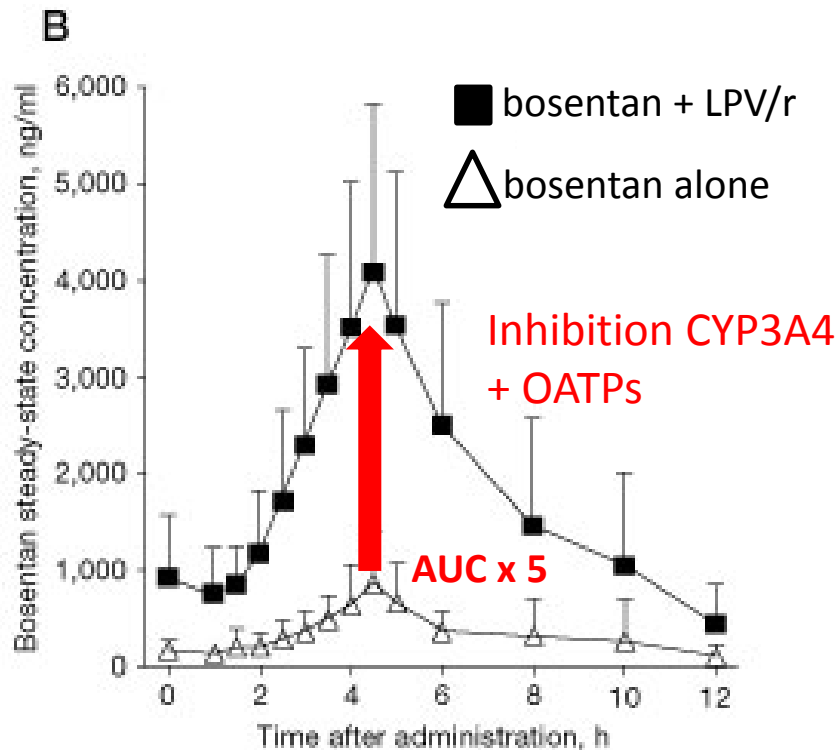 B
bosentan + LPV/r
bosentan alone
Bosentan steady-state concentration, ng/ml
6,000
5,000
4,000
3,000
2,000
1,000
0
Inhibition CYP3A4
+ OATPs
AUC x 5
0 2 4 6 8 10 12
Time after administration, h